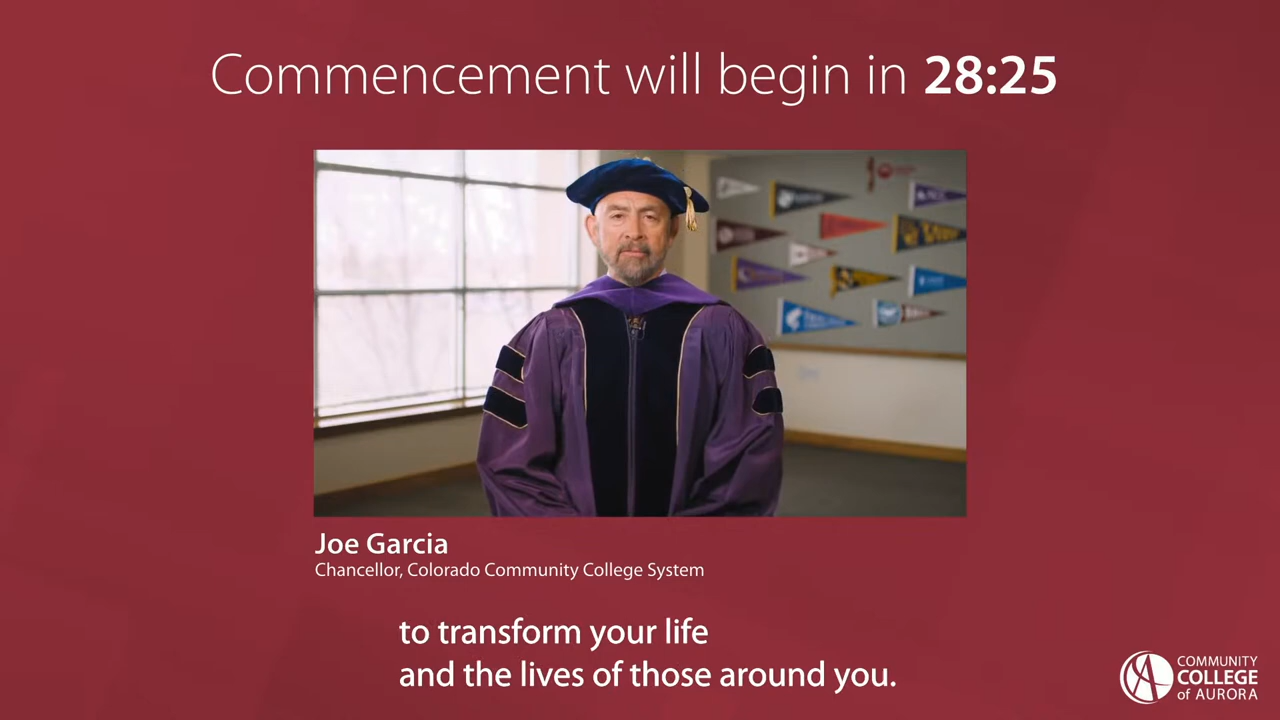 Commencement will begin in 28:25
Joe Garcia
Chancellor, Colorado Community College System
to transform your life
and the lives of those around you.
COMMUNITY
COLLEGE
of AURORA